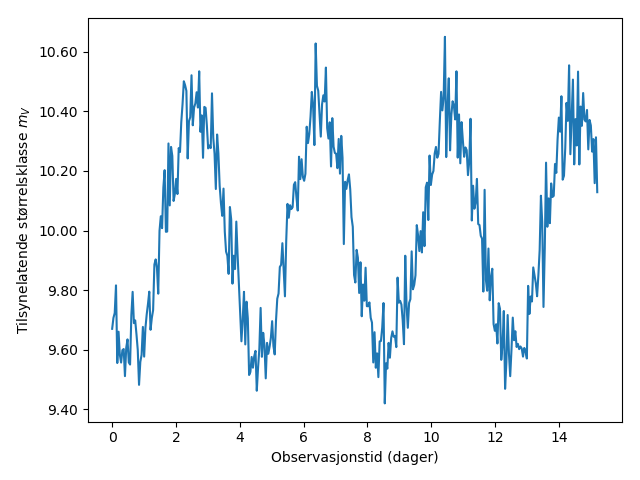 Tilsynelatende størrelsklasse $m_V$
10.60
10.40
10.20
10.00
9.80
9.60
9.40
0 2 4 6 8 10 12 14
Observasjonstid (dager)